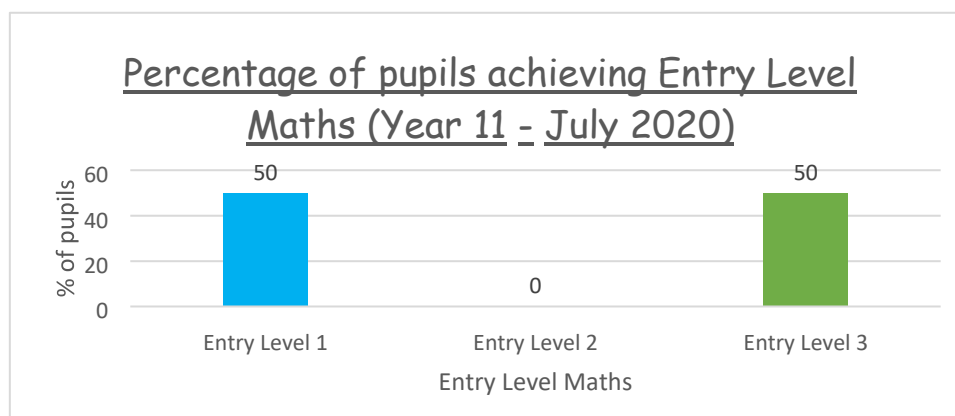 Percentage of pupils achieving Entry Level
Maths (Year 11 - July 2020)
50
50
60
40
20
0
0
% of pupils
Entry Level 1
Entry Level 2
Entry Level 3
Entry Level Maths